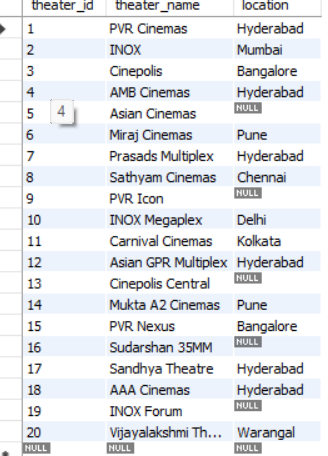 theater_id theater_name location
1 PVR Cinemas Hyderabad
2 INOX Mumbai
3 Cinepolis Bangalore
4 AMB Cinemas Hyderabad
5 4 Asian Cinemas NULL
6 Miraj Cinemas Pune
7 Prasads Multiplex Hyderabad
8 Sathyam Cinemas Chennai
9 PVR Icon NULL
10 INOX Megaplex Delhi
11 Carnival Cinemas Kolkata
12 Asian GPR Multiplex Hyderabad
13 Cinepolis Central NULL
14 Mukta A2 Cinemas Pune
15 PVR Nexus Bangalore
16 Sudarshan 35MM NULL
17 Sandhya Theatre Hyderabad
18 AAA Cinemas Hyderabad
19 INOX Forum NULL
20 Vijayalakshmi Th... Warangal
NULL NULL NULL